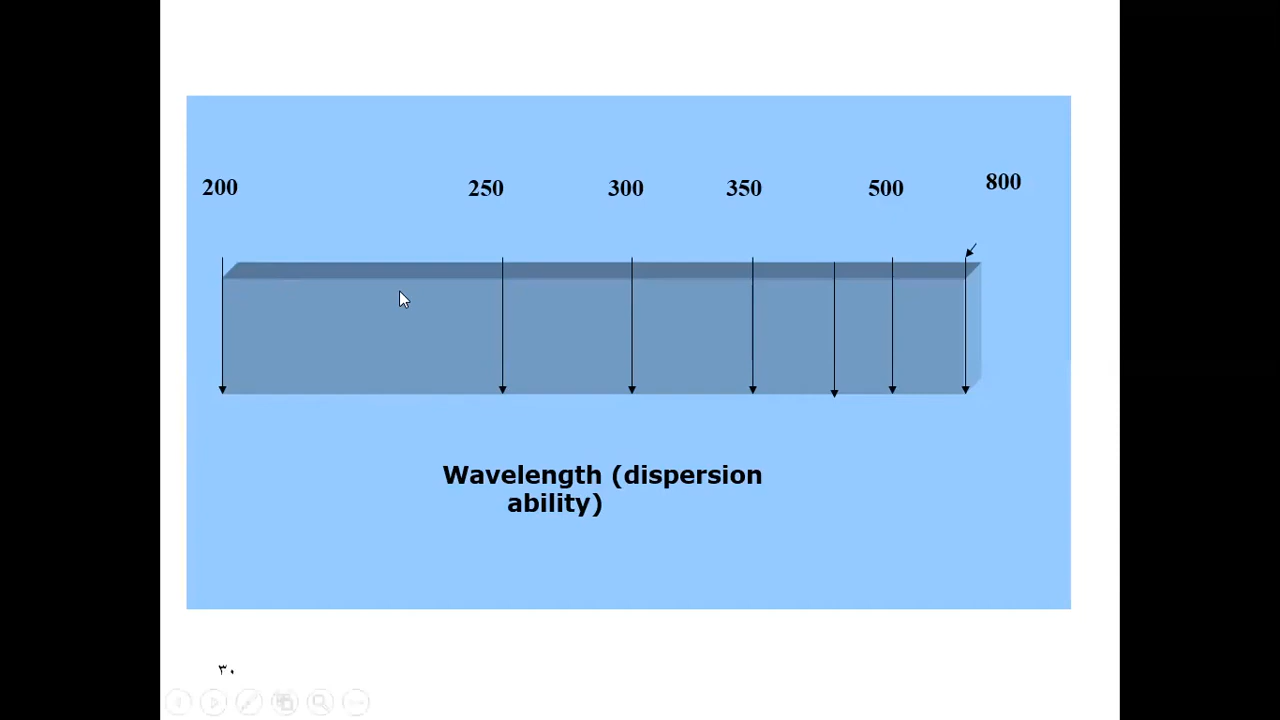 200 250 300 350 500 800
Wavelength (dispersion
ability)
٣٠